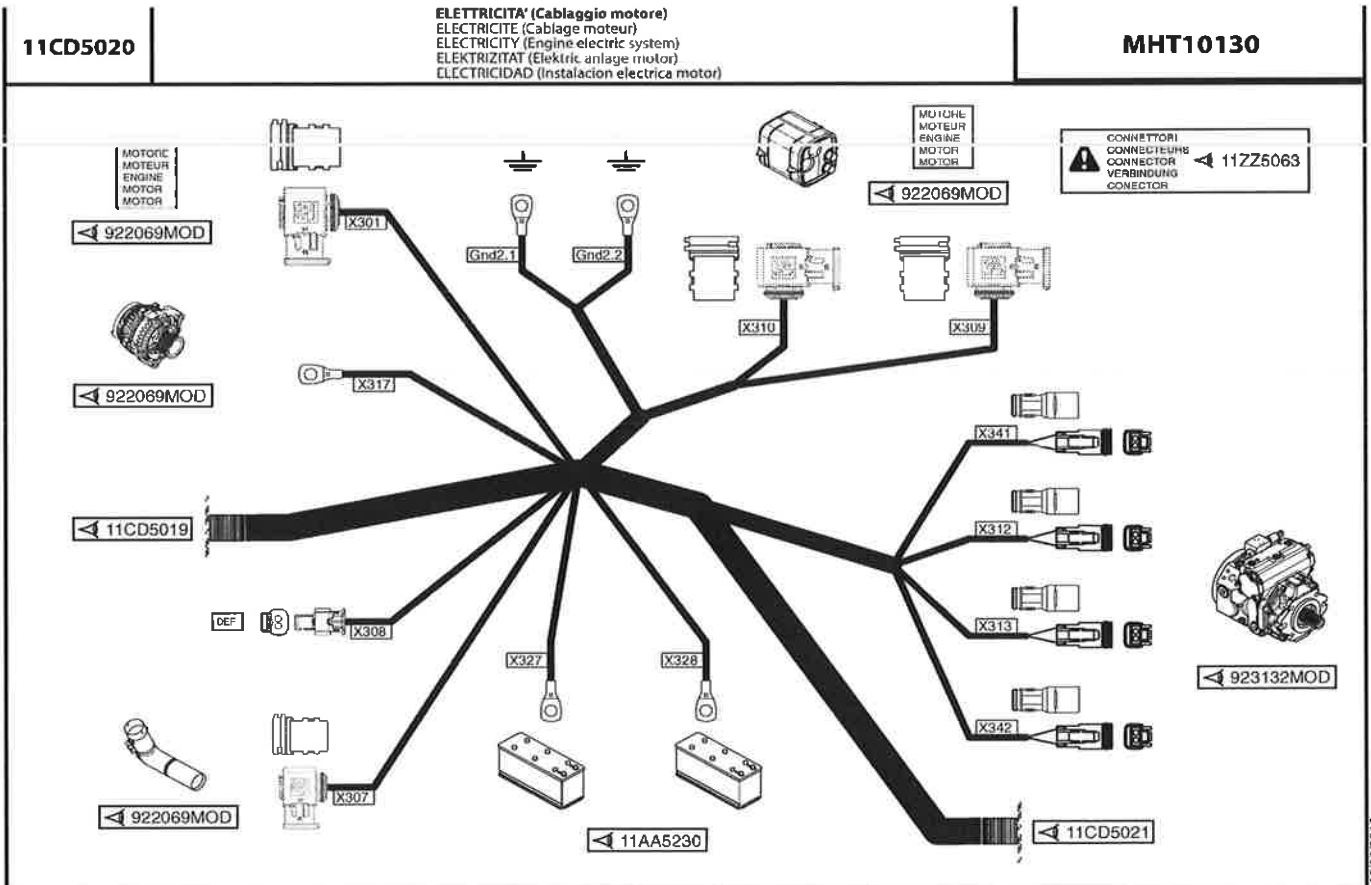 11CD5020
ELETTRICITA' (Cablaggio motore)
ELECTRICITE (Cablage moteur)
ELECTRICITY (Engine electric system)
ELEKTRIZITAT (Elektric anlage motor)
ELECTRICIDAD (Instalacion electrica motor)
MHT10130
MOTORE
MOTEUR
ENGINE
MOTOR
MOTOR
922069MOD
X301
Gnd2.1
Gnd2.2
MOTORE
MOTEUR
ENGINE
MOTOR
MOTOR
922069MOD
CONNETTORI
CONNECTEURS
CONNECTOR
VERBINDUNG
CONECTOR
11ZZ5063
X310
X309
922069MOD
X317
X341
11CD5019
X312
DEF
X308
X313
X327
X328
923132MOD
X342
922069MOD
X307
11AA5230
11CD5021